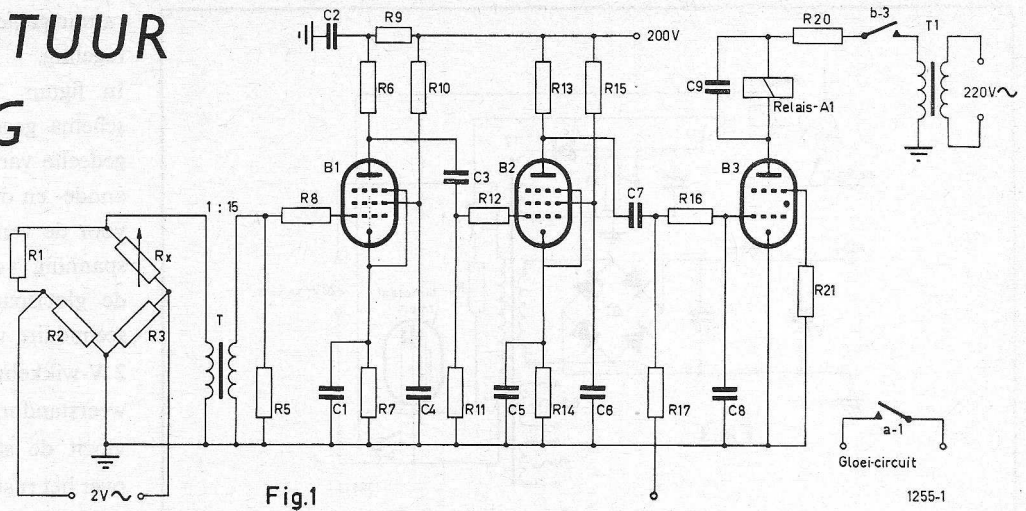 TUUR
G
C2
R9
200V
R6
R10
R13
R15
B1
C3
R12
B2
C7
R16
B3
C9
Relais-A1
R20
b-3
T1
220V~
1 : 15
R8
R1
Rx
R2
R3
T
R5
C1
R7
C4
R11
C5
R14
C6
R17
C8
R21
a-1
Gloei-circuit
2V~
Fig.1
1255-1